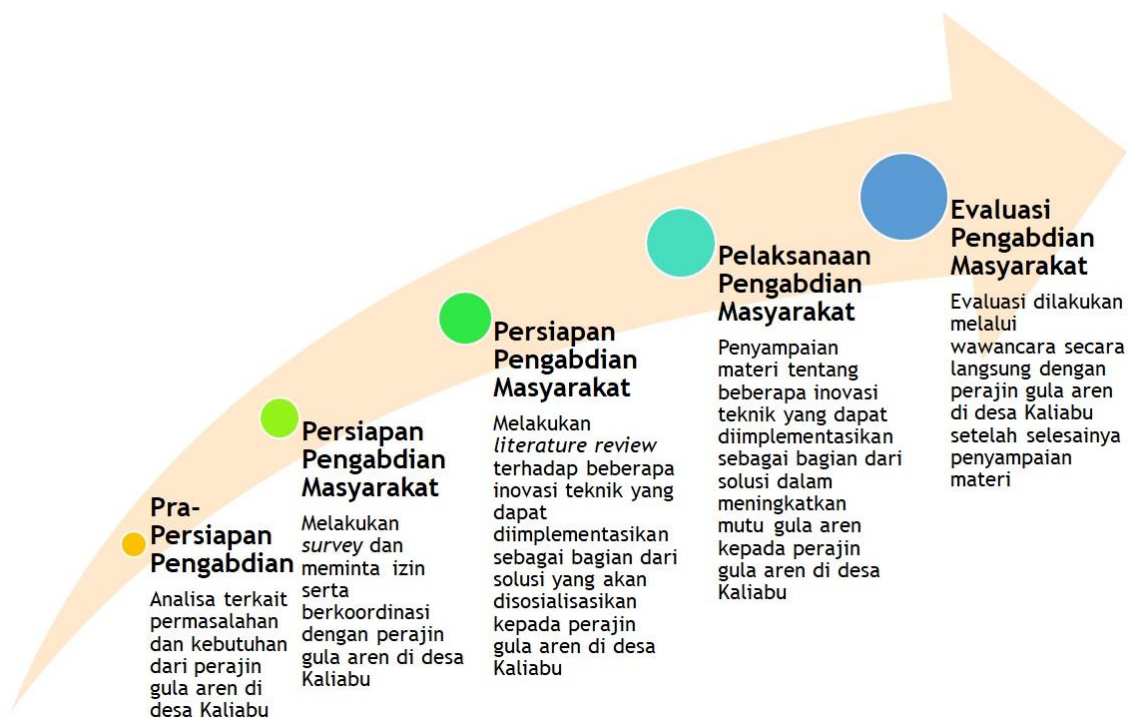 Pra-
Persiapan
Pengabdian
Analisa terkait
permasalahan
dan kebutuhan
dari perajin
gula aren di
desa Kaliabu
Persiapan
Pengabdian
Masyarakat
Melakukan
survey dan
meminta izin
serta
berkoordinasi
dengan perajin
gula aren di desa
Kaliabu
Persiapan
Pengabdian
Masyarakat
Melakukan
literature review
terhadap beberapa
inovasi teknik yang
dapat
diimplementasikan
sebagai bagian dari
solusi yang akan
disosialisasikan
kepada perajin
gula aren di desa
Kaliabu
Pelaksanaan
Pengabdian
Masyarakat
Penyampaian
materi tentang
beberapa inovasi
teknik yang dapat
diimplementasikan
sebagai bagian dari
solusi dalam
meningkatkan
mutu gula aren
kepada perajin
gula aren di desa
Kaliabu
Evaluasi
Pengabdian
Masyarakat
Evaluasi dilakukan
melalui
wawancara secara
langsung dengan
perajin gula aren
di desa Kaliabu
setelah selesainya
penyampaian
materi